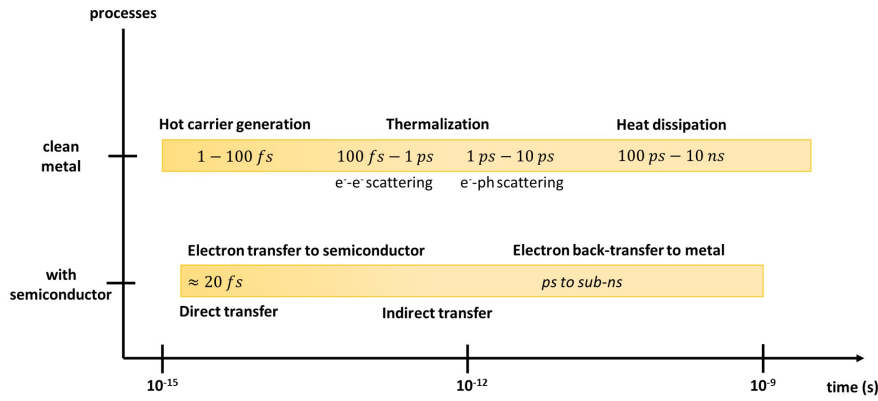 processes
Hot carrier generation Thermalization Heat dissipation
clean
metal
1 − 100 fs 100 fs − 1 ps 1 ps − 10 ps 100 ps − 10 ns
e⁻-e⁻ scattering e⁻-ph scattering
Electron transfer to semiconductor Electron back-transfer to metal
with
semiconductor
≈ 20 fs ps to sub-ns
Direct transfer Indirect transfer
10⁻¹⁵ 10⁻¹² 10⁻⁹ time (s)